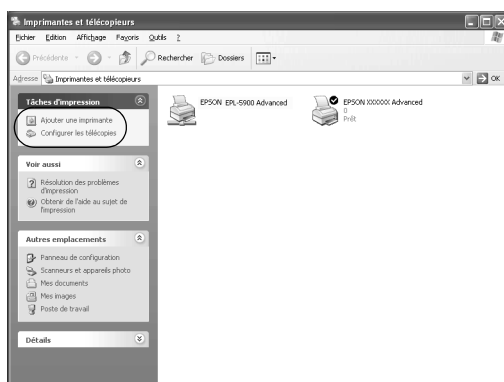 Imprimantes et télécopieurs
Fichier Edition Affichage Favoris Outils ?
Précédente Rechercher Dossiers
Adresse Imprimantes et télécopieurs OK
Tâches d'impression
Ajouter une imprimante
Configurer les télécopies
Voir aussi
Résolution des problèmes
d'impression
Obtenir de l'aide au sujet de
l'impression
Autres emplacements
Panneau de configuration
Scanneurs et appareils photo
Mes documents
Mes images
Poste de travail
Détails
EPSON EPL-5900 Advanced
EPSON XXXXXX Advanced
0
Prêt